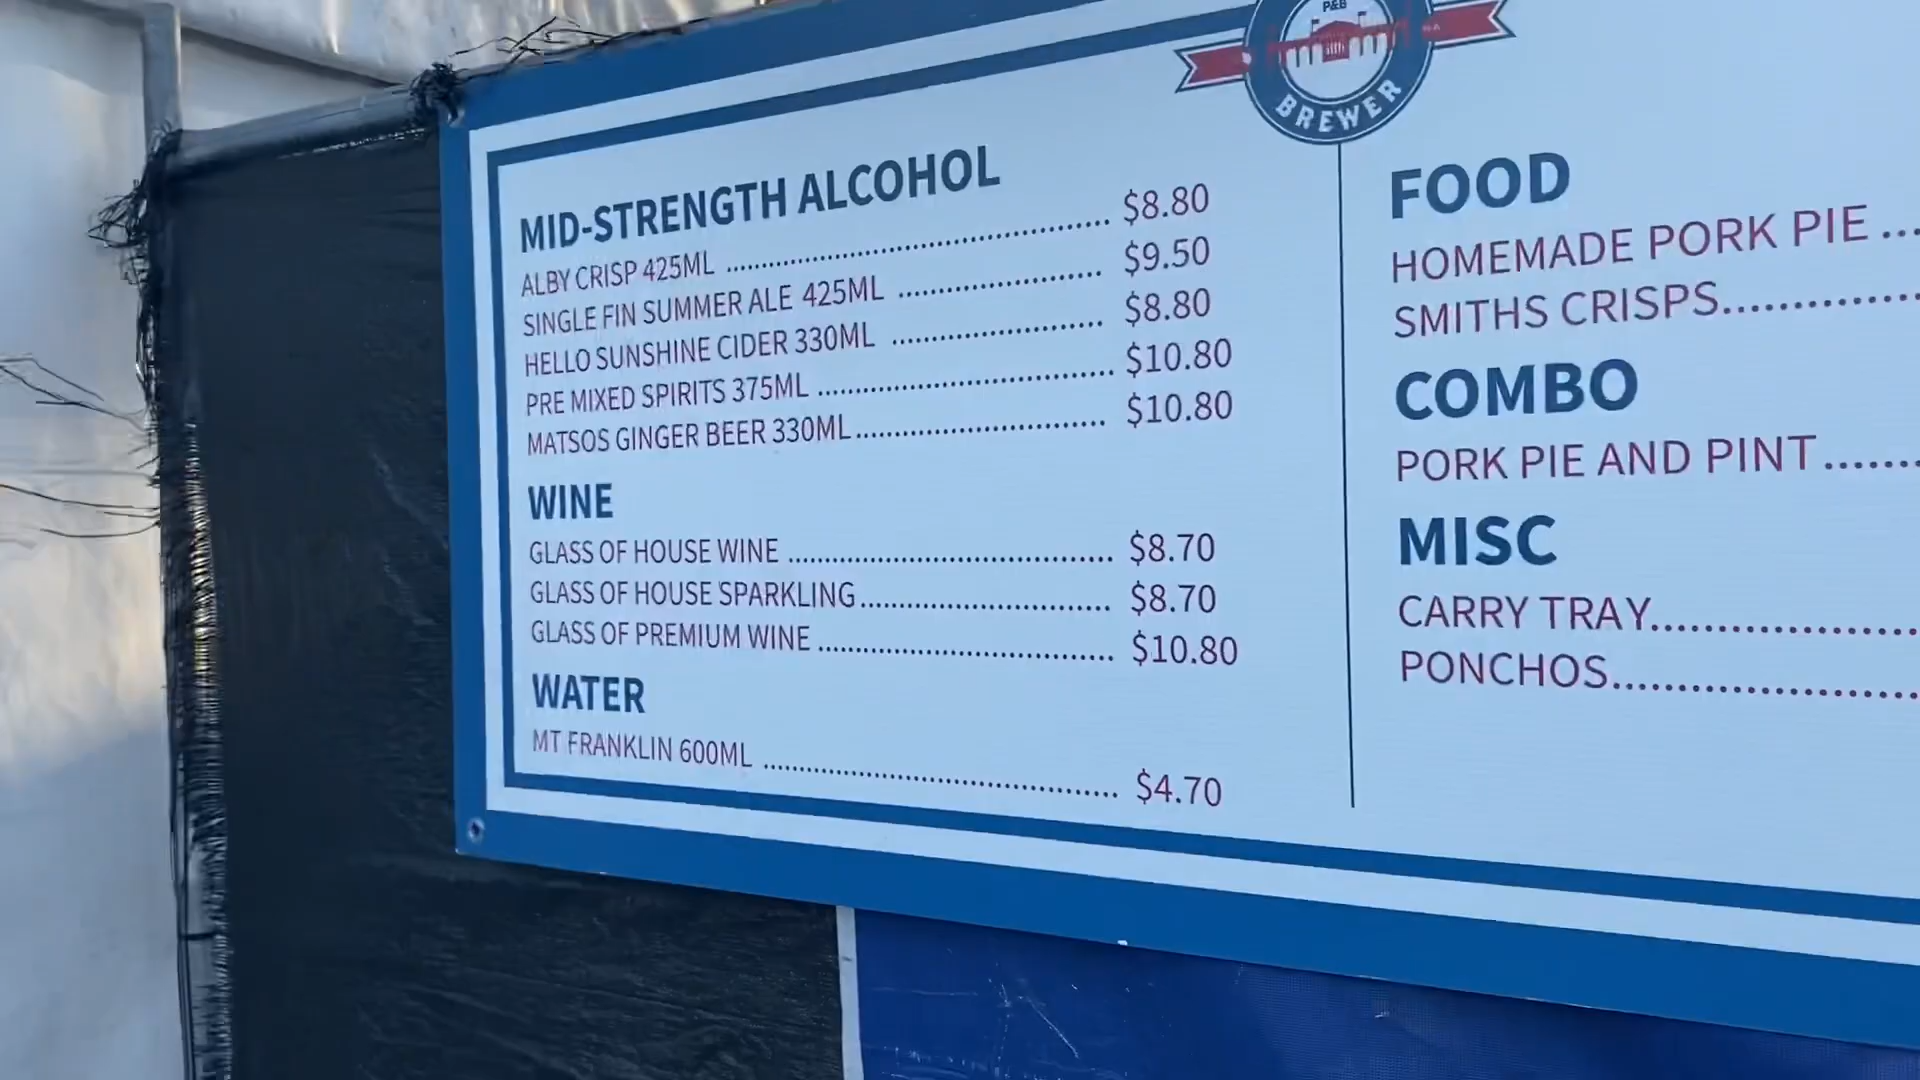 P&B
BREWER
MID-STRENGTH ALCOHOL
ALBY CRISP 425ML ........ $8.80
SINGLE FIN SUMMER ALE 425ML ........ $9.50
HELLO SUNSHINE CIDER 330ML ........ $8.80
PRE MIXED SPIRITS 375ML ........ $10.80
MATSOS GINGER BEER 330ML ........ $10.80
WINE
GLASS OF HOUSE WINE ........ $8.70
GLASS OF HOUSE SPARKLING ........ $8.70
GLASS OF PREMIUM WINE ........ $10.80
WATER
MT FRANKLIN 600ML ........ $4.70
FOOD
HOMEMADE PORK PIE ...
SMITHS CRISPS ........
COMBO
PORK PIE AND PINT ......
MISC
CARRY TRAY ........
PONCHOS ........